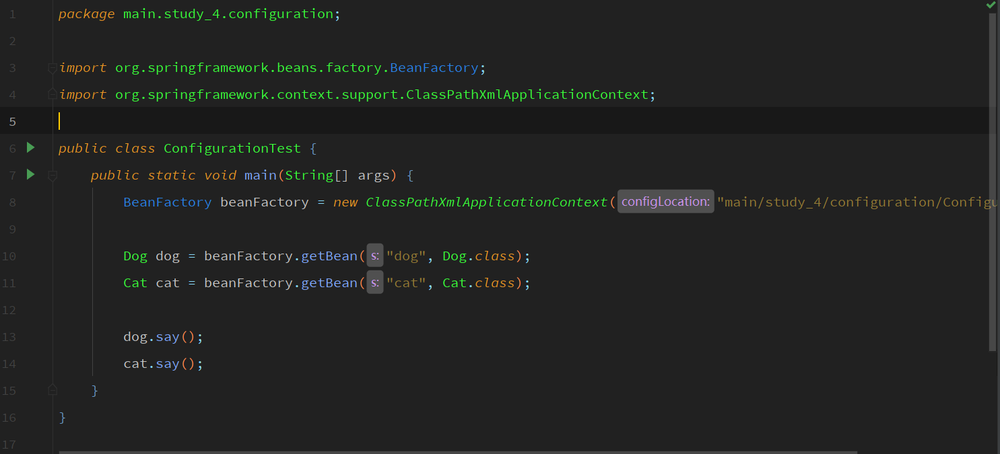 1 package main.study_4.configuration;
2
3 import org.springframework.beans.factory.BeanFactory;
4 import org.springframework.context.support.ClassPathXmlApplicationContext;
5
6 public class ConfigurationTest {
7 public static void main(String[] args) {
8 BeanFactory beanFactory = new ClassPathXmlApplicationContext( configLocation: "main/study_4/configuration/Configu
9
10 Dog dog = beanFactory.getBean( s: "dog", Dog.class);
11 Cat cat = beanFactory.getBean( s: "cat", Cat.class);
12
13 dog.say();
14 cat.say();
15 }
16 }
17